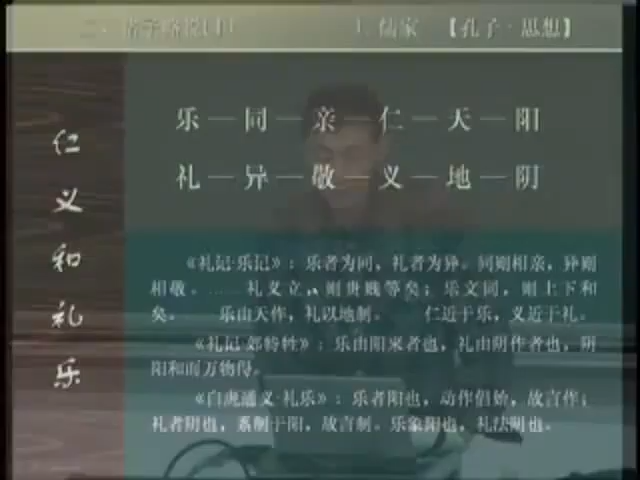 二、诸子略说［上］ 1. 儒家 【孔子·思想】
仁义和礼乐
乐—同—亲—仁—天—阳
礼—异—敬—义—地—阴
《礼记·乐记》：乐者为同，礼者为异。同则相亲，异则
相敬。……礼义立，则贵贱等矣；乐文同，则上下和
矣。 乐由天作，礼以地制。 仁近于乐，义近于礼。
《礼记·郊特牲》：乐由阳来者也，礼由阴作者也，阴
阳和而万物得。
《白虎通义·礼乐》：乐者阳也，动作倡始，故言作；
礼者阴也，系制于阳，故言制。乐象阳也，礼法阴也。